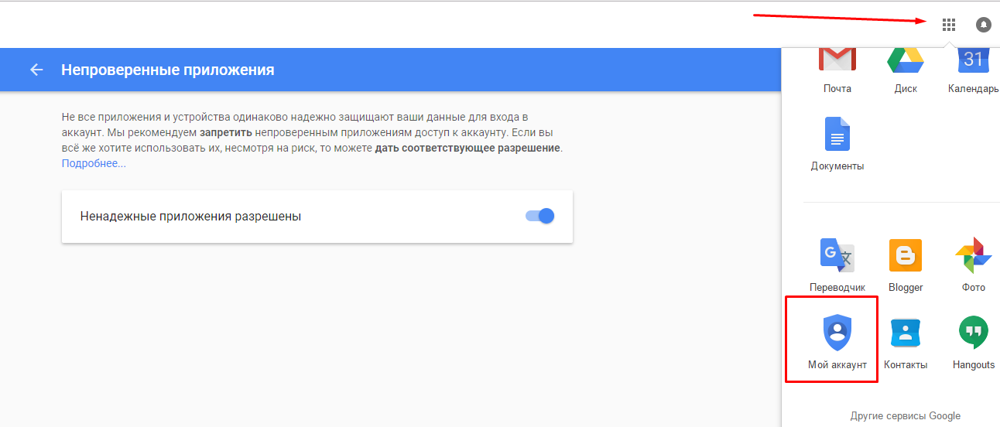 Непроверенные приложения
Не все приложения и устройства одинаково надежно защищают ваши данные для входа в
аккаунт. Мы рекомендуем запретить непроверенным приложениям доступ к аккаунту. Если вы
всё же хотите использовать их, несмотря на риск, то можете дать соответствующее разрешение.
Подробнее...
Ненадежные приложения разрешены
Почта Диск 31 Календарь
Документы
G 文
Переводчик Blogger Фото
Мой аккаунт Контакты Hangouts
Другие сервисы Google